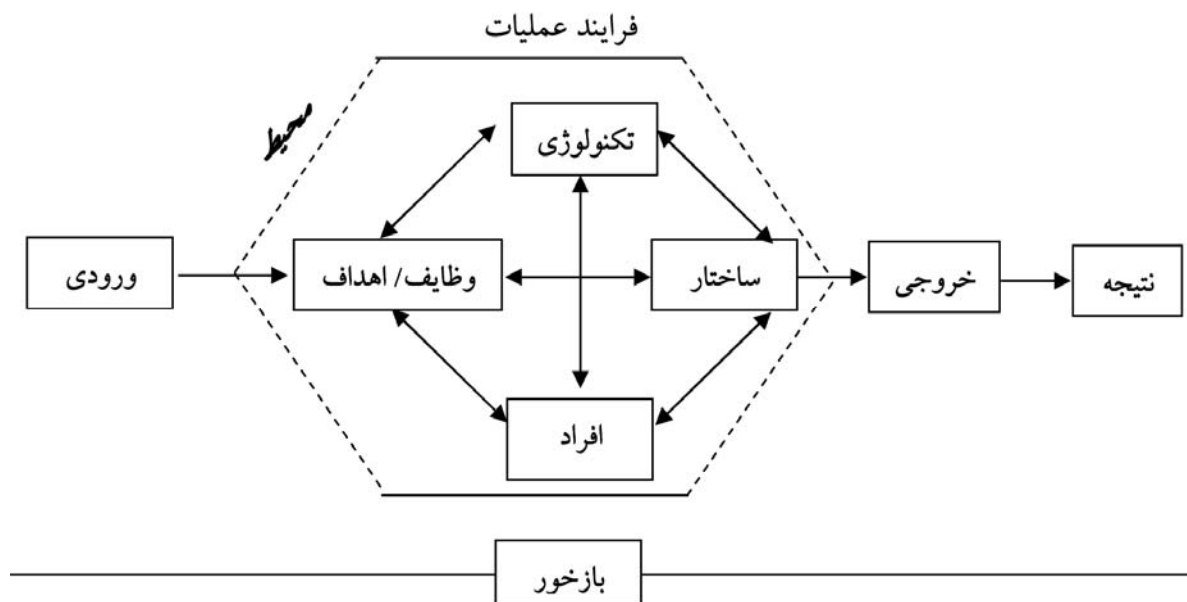 فرایند عملیات
محیط
تکنولوژی
ورودی
وظایف/ اهداف
ساختار
خروجی
نتیجه
افراد
بازخور